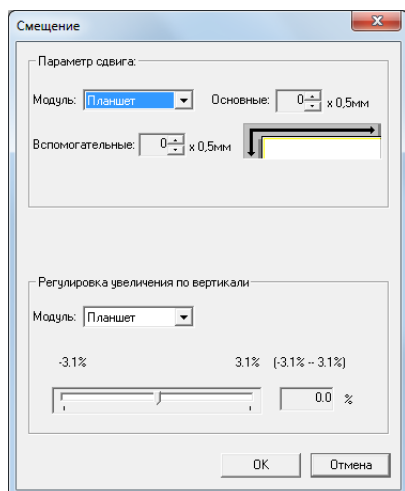 Смещение
Параметр сдвига:
Модуль: Планшет Основные: 0 x 0,5мм
Вспомогательные: 0 x 0,5мм
Регулировка увеличения по вертикали
Модуль: Планшет
-3.1% 3.1% (-3.1% -- 3.1%)
0.0 %
OK Отмена